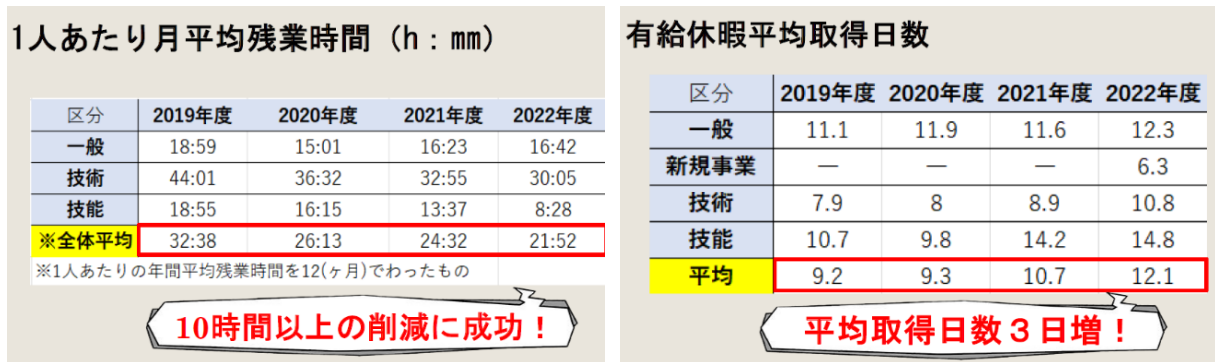 1人あたり月平均残業時間（h：mm）
区分 2019年度 2020年度 2021年度 2022年度
一般 18:59 15:01 16:23 16:42
技術 44:01 36:32 32:55 30:05
技能 18:55 16:15 13:37 8:28
※全体平均 32:38 26:13 24:32 21:52
※1人あたりの年間平均残業時間を12(ヶ月)でわったもの
10時間以上の削減に成功！
有給休暇平均取得日数
区分 2019年度 2020年度 2021年度 2022年度
一般 11.1 11.9 11.6 12.3
新規事業 — — — 6.3
技術 7.9 8 8.9 10.8
技能 10.7 9.8 14.2 14.8
平均 9.2 9.3 10.7 12.1
平均取得日数３日増！